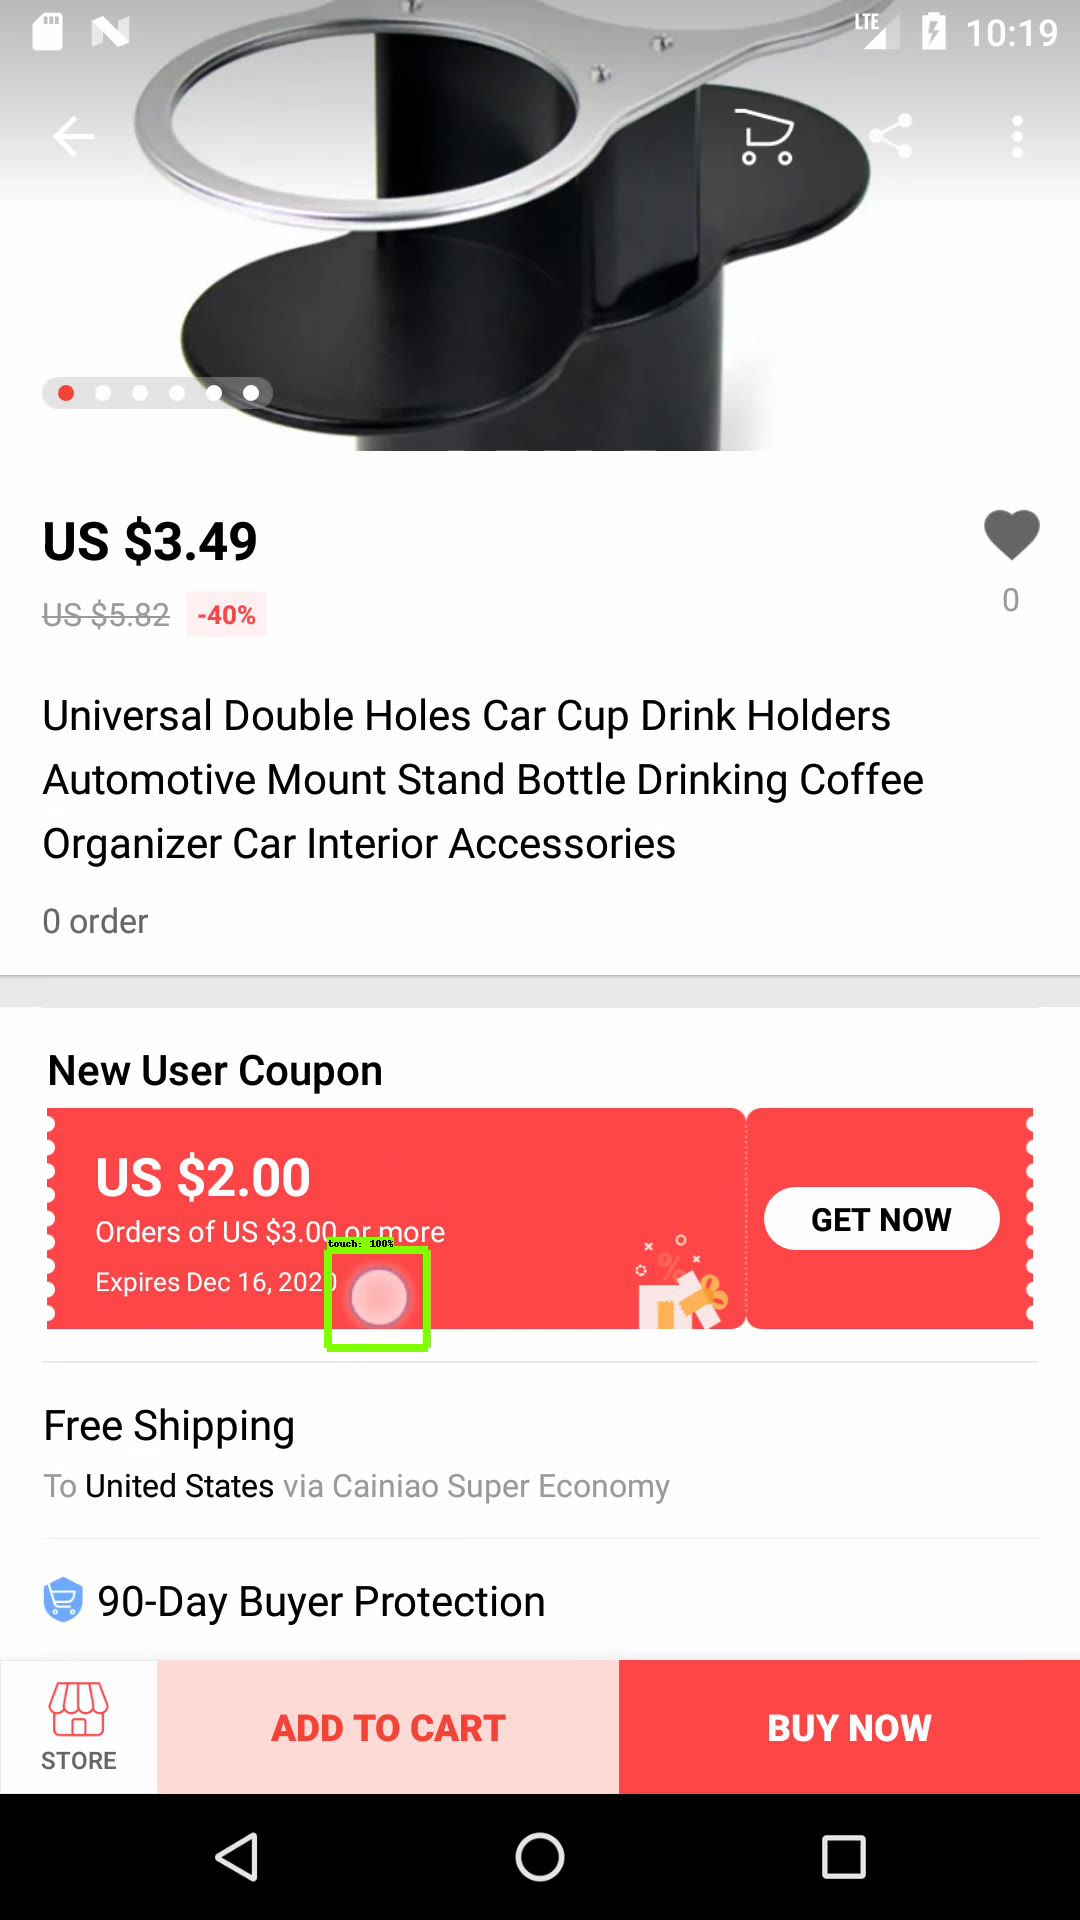 LTE
10:19
US $3.49
US $5.82 -40%
0
Universal Double Holes Car Cup Drink Holders
Automotive Mount Stand Bottle Drinking Coffee
Organizer Car Interior Accessories
0 order
New User Coupon
US $2.00
Orders of US $3.00 or more
touch: 100%
Expires Dec 16, 2020
GET NOW
%
Free Shipping
To United States via Cainiao Super Economy
90-Day Buyer Protection
STORE
ADD TO CART
BUY NOW